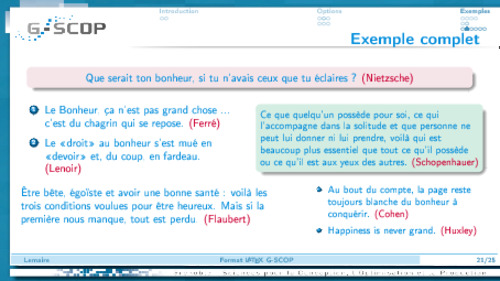 Introduction
Options
Exemples
G-SCOP
Exemple complet
Que serait ton bonheur, si tu n'avais ceux que tu éclaires ? (Nietzsche)
Le Bonheur, ça n'est pas grand chose ...
c'est du chagrin qui se repose. (Ferré)
Le «droit» au bonheur s'est mué en
«devoir» et, du coup, en fardeau.
(Lenoir)
Ce que quelqu'un possède pour soi, ce qui
l'accompagne dans la solitude et que personne ne
peut lui donner ni lui prendre, voilà qui est
beaucoup plus essentiel que tout ce qu'il possède
ou ce qu'il est aux yeux des autres. (Schopenhauer)
Être bête, égoïste et avoir une bonne santé : voilà les
trois conditions voulues pour être heureux. Mais si la
première nous manque, tout est perdu. (Flaubert)
Au bout du compte, la page reste
toujours blanche du bonheur à
conquérir. (Cohen)
Happiness is never grand. (Huxley)
Lemaire
Format LATEX G-SCOP
21/25